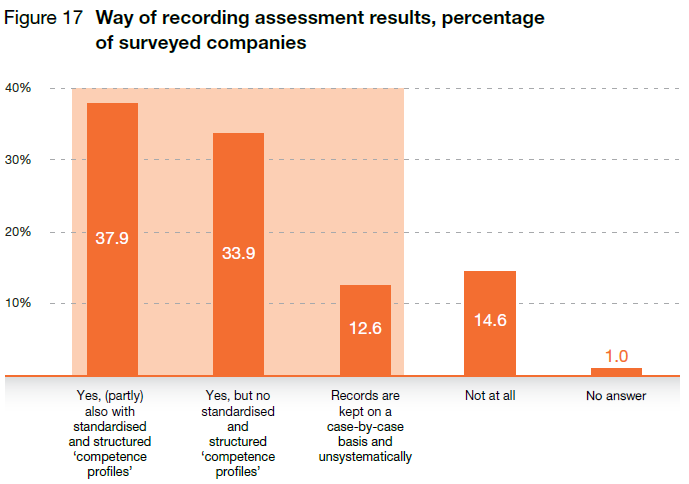 Figure 17 Way of recording assessment results, percentage
of surveyed companies
40%
30%
20%
10%
37.9
33.9
12.6
14.6
1.0
Yes, (partly)
also with
standardised
and structured
‘competence
profiles’
Yes, but no
standardised
and
structured
‘competence
profiles’
Records are
kept on a
case-by-case
basis and
unsystematically
Not at all
No answer